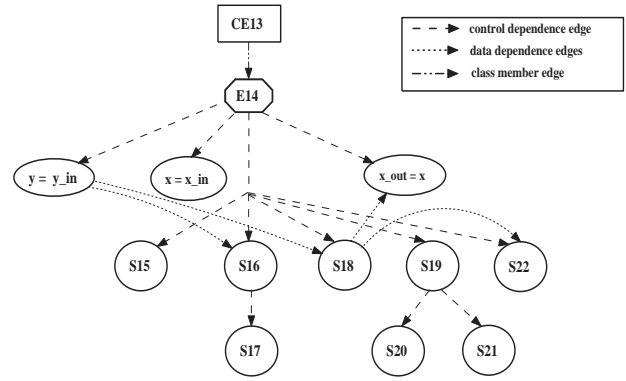 CE13
control dependence edge
data dependence edges
class member edge
E14
y = y_in
x = x_in
x_out = x
S15
S16
S18
S19
S22
S17
S20
S21